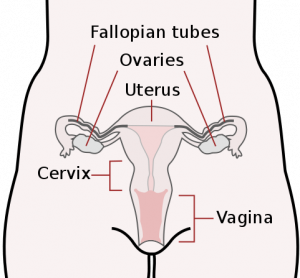 Fallopian tubes
Ovaries
Uterus
Cervix
Vagina